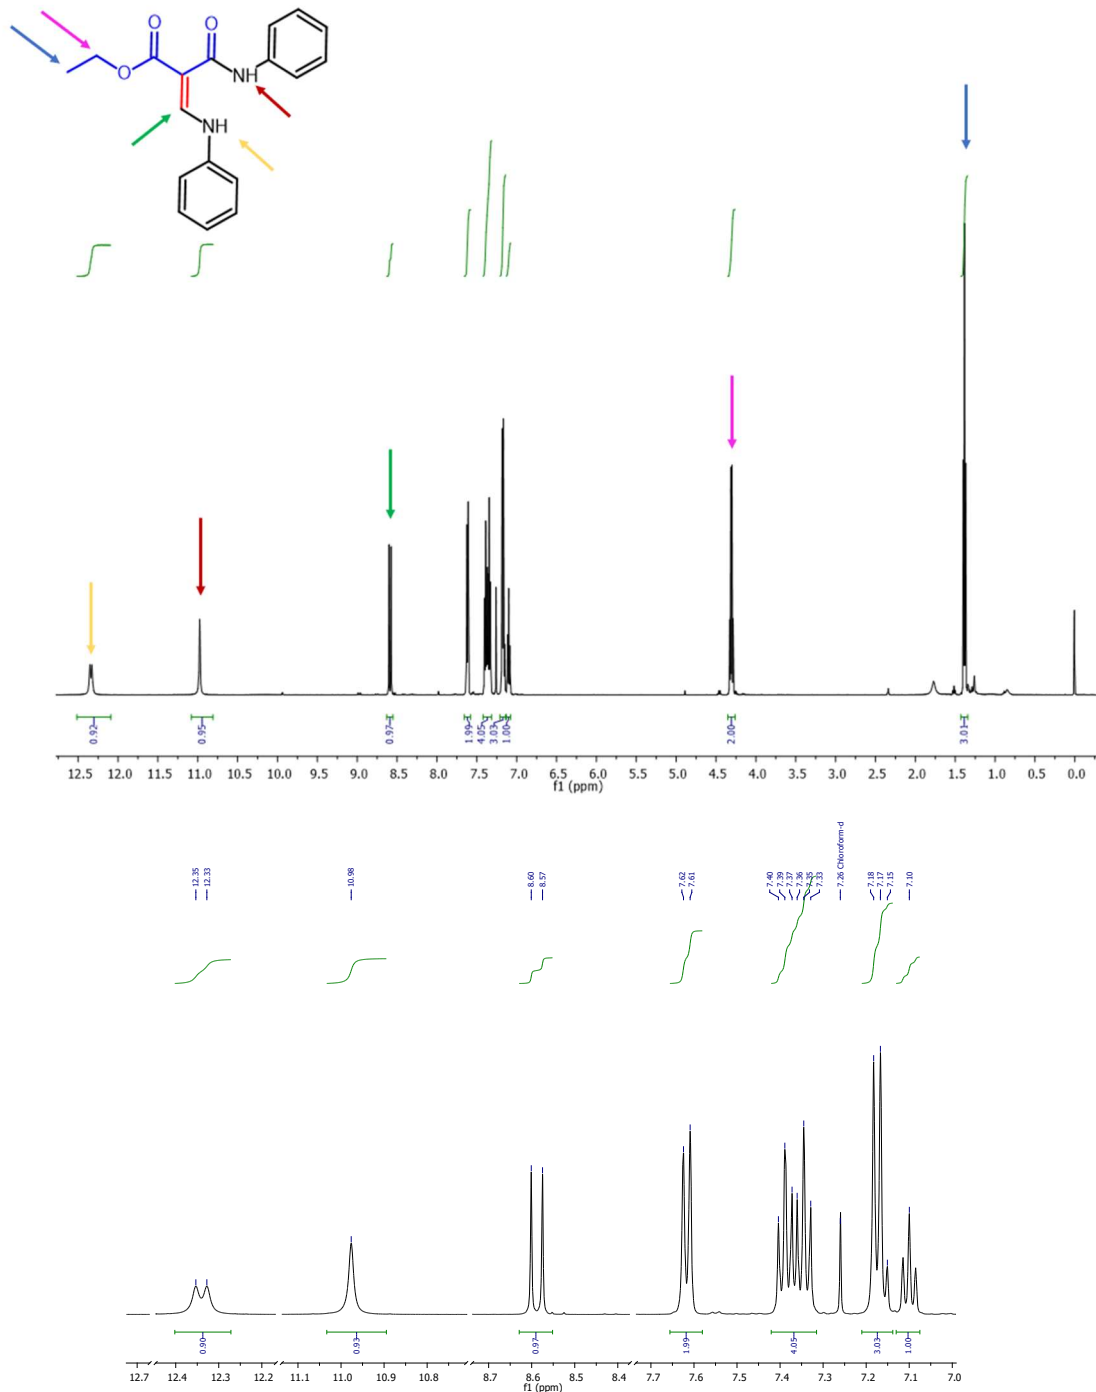 O O
O NH
NH
0.92 0.95 0.97 1.99 4.05 3.03 1.00 2.00 3.01
12.5 12.0 11.5 11.0 10.5 10.0 9.5 9.0 8.5 8.0 7.5 7.0 6.5 6.0 5.5 5.0 4.5 4.0 3.5 3.0 2.5 2.0 1.5 1.0 0.5 0.0
f1 (ppm)
12.35 12.33 10.98 8.60 8.57 7.62 7.61 7.40 7.39 7.37 7.36 7.35 7.33 7.26 Chloroform-d 7.18 7.17 7.15 7.10
0.90 0.93 0.97 1.99 4.05 3.03 1.00
12.7 12.4 12.3 12.2 11.1 11.0 10.9 10.8 8.7 8.6 8.5 8.4 7.7 7.6 7.5 7.4 7.3 7.2 7.1 7.0
f1 (ppm)